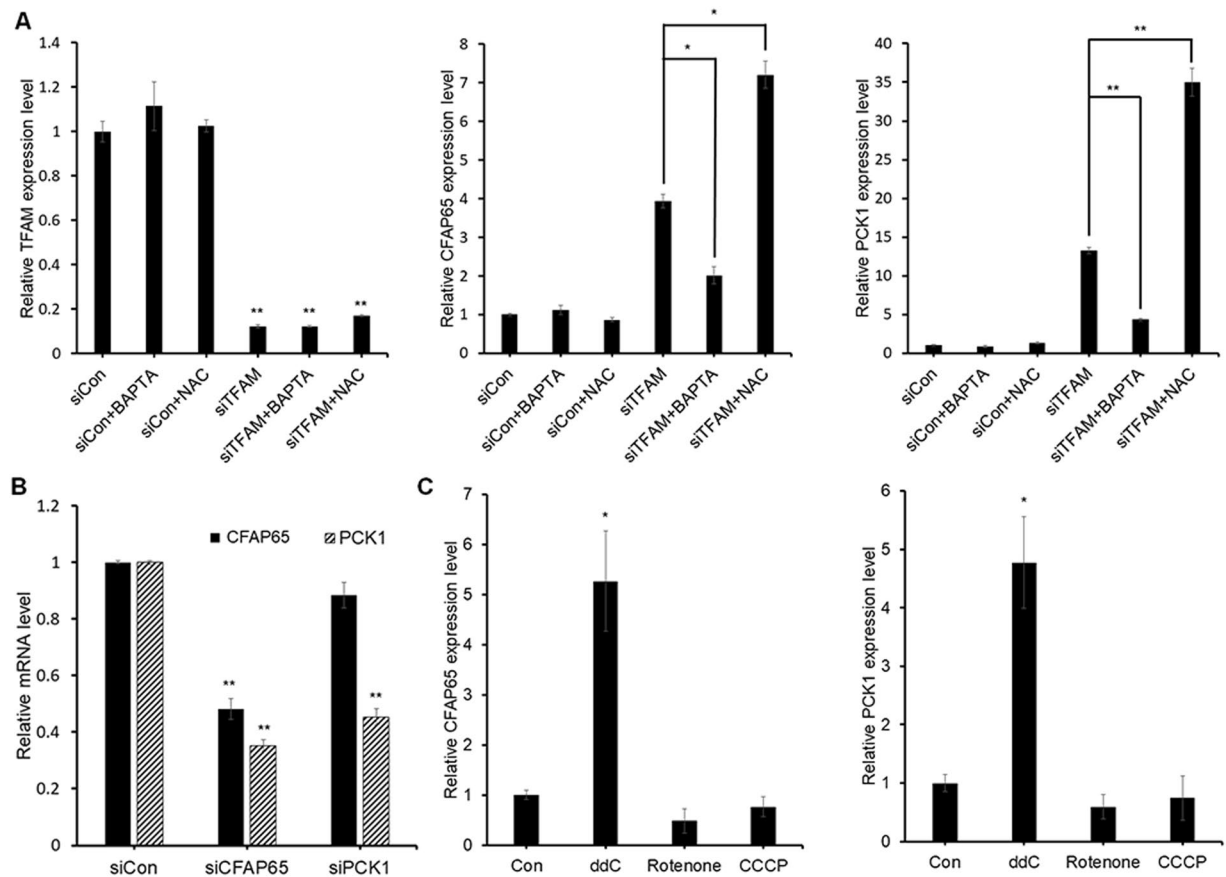 A
Relative TFAM expression level
1.4
1.2
1
0.8
0.6
0.4
0.2
0
**
**
**
siCon
siCon+BAPTA
siCon+NAC
siTFAM
siTFAM+BAPTA
siTFAM+NAC
Relative CFAP65 expression level
8
7
6
5
4
3
2
1
0
*
*
siCon
siCon+BAPTA
siCon+NAC
siTFAM
siTFAM+BAPTA
siTFAM+NAC
Relative PCK1 expression level
40
35
30
25
20
15
10
5
0
**
**
siCon
siCon+BAPTA
siCon+NAC
siTFAM
siTFAM+BAPTA
siTFAM+NAC
B
Relative mRNA level
1.2
1
0.8
0.6
0.4
0.2
0
CFAP65 PCK1
**
**
**
siCon siCFAP65 siPCK1
C
Relative CFAP65 expression level
7
6
5
4
3
2
1
0
*
Con ddC Rotenone CCCP
Relative PCK1 expression level
6
5
4
3
2
1
0
*
Con ddC Rotenone CCCP